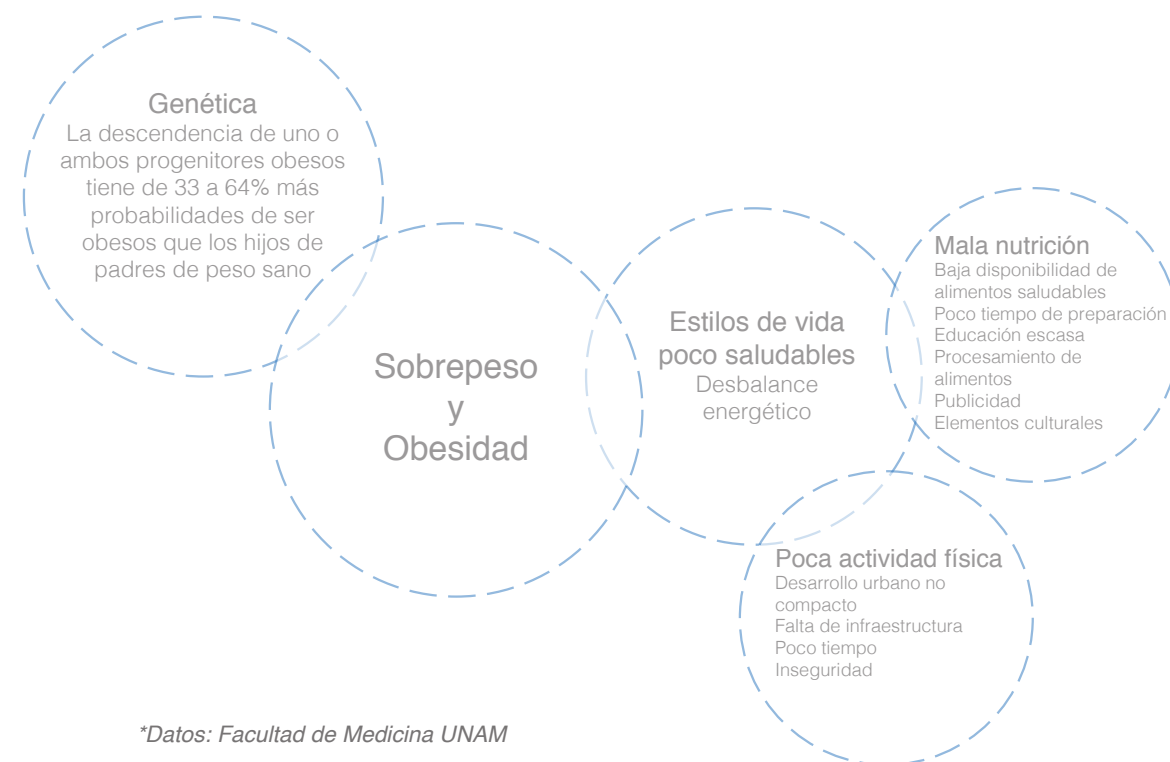 Genética
La descendencia de uno o
ambos progenitores obesos
tiene de 33 a 64% más
probabilidades de ser
obesos que los hijos de
padres de peso sano
Sobrepeso
y
Obesidad
Estilos de vida
poco saludables
Desbalance
energético
Mala nutrición
Baja disponibilidad de
alimentos saludables
Poco tiempo de preparación
Educación escasa
Procesamiento de
alimentos
Publicidad
Elementos culturales
Poca actividad física
Desarrollo urbano no
compacto
Falta de infraestructura
Poco tiempo
Inseguridad
*Datos: Facultad de Medicina UNAM